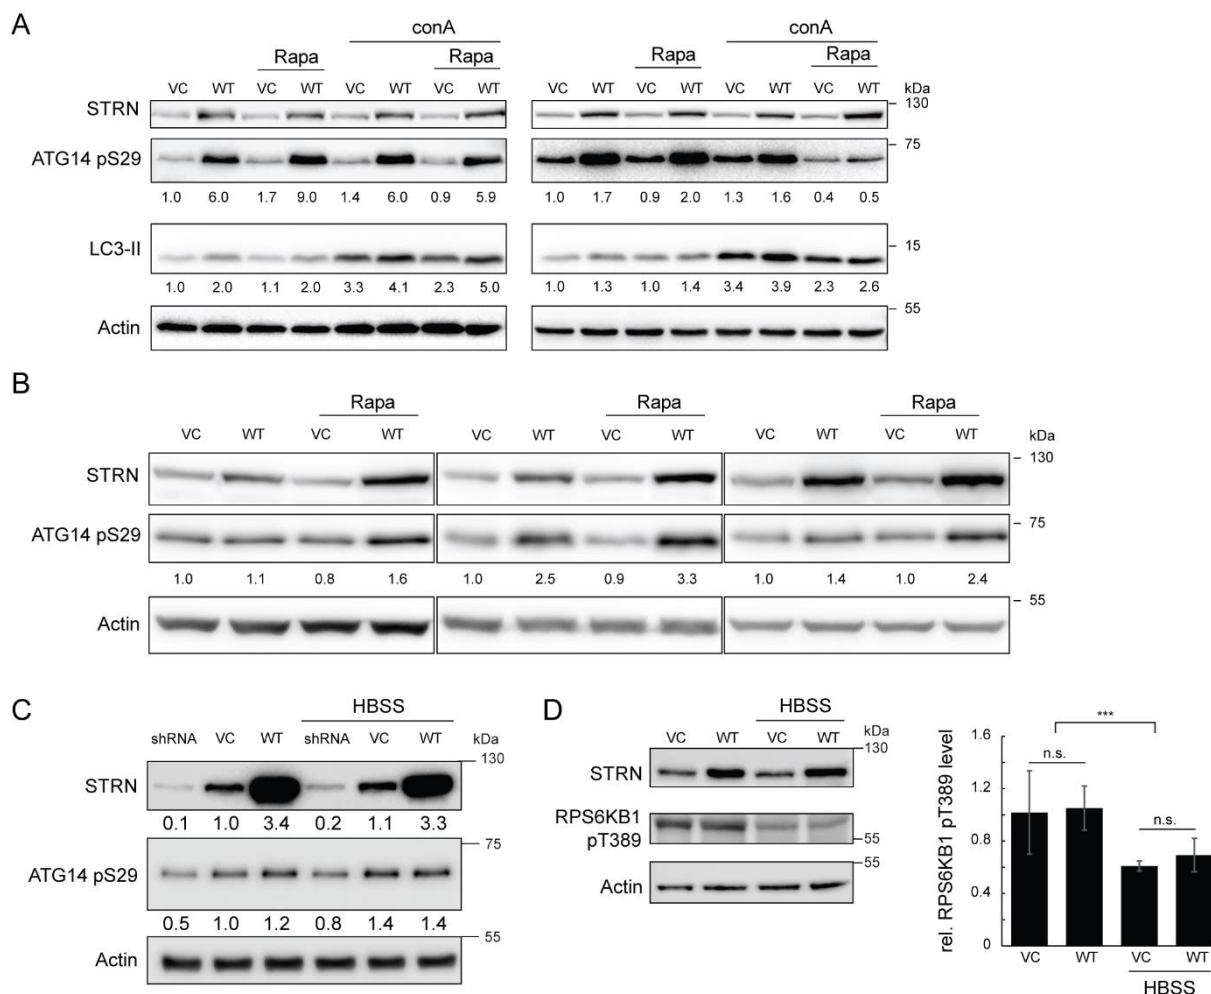 A
conA
conA
Rapa
Rapa
Rapa
Rapa
VC WT VC WT VC WT VC WT
VC WT VC WT VC WT VC WT
kDa
STRN
130
ATG14 pS29
75
1.0 6.0 1.7 9.0 1.4 6.0 0.9 5.9
1.0 1.7 0.9 2.0 1.3 1.6 0.4 0.5
LC3-II
15
1.0 2.0 1.1 2.0 3.3 4.1 2.3 5.0
1.0 1.3 1.0 1.4 3.4 3.9 2.3 2.6
Actin
55
B
Rapa
Rapa
Rapa
VC WT VC WT
VC WT VC WT
VC WT VC WT
kDa
STRN
130
ATG14 pS29
75
1.0 1.1 0.8 1.6
1.0 2.5 0.9 3.3
1.0 1.4 1.0 2.4
Actin
55
C
HBSS
shRNA VC WT shRNA VC WT
kDa
STRN
130
0.1 1.0 3.4 0.2 1.1 3.3
ATG14 pS29
75
0.5 1.0 1.2 0.8 1.4 1.4
Actin
55
D
HBSS
VC WT VC WT
kDa
STRN
130
RPS6KB1
pT389
55
Actin
55
rel. RPS6KB1 pT389 level
1.6
1.2
0.8
0.4
0
***
n.s.
n.s.
VC WT VC WT
HBSS